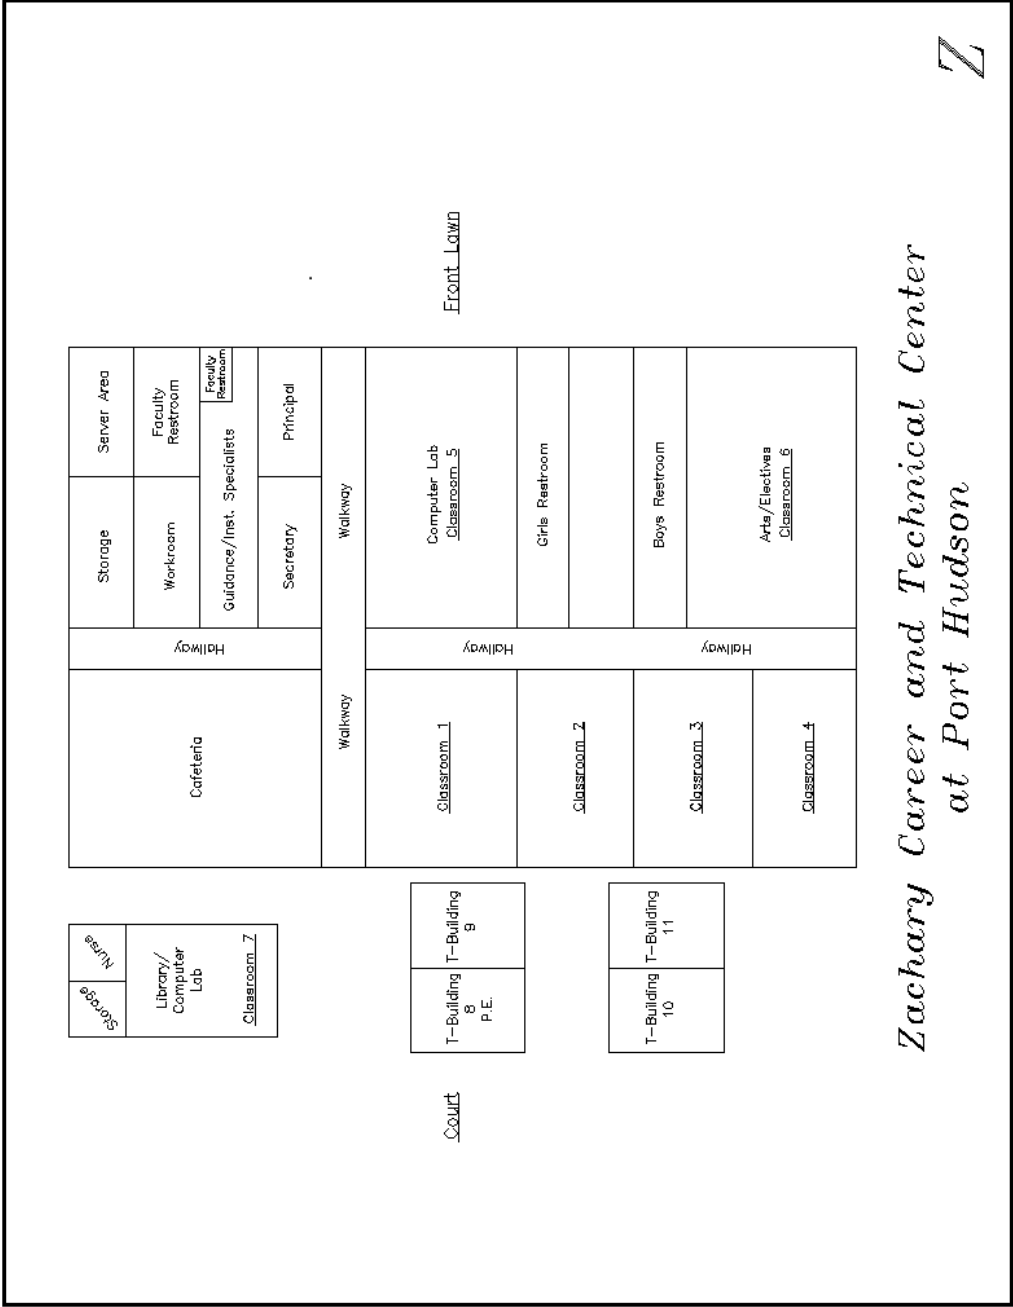 Z
Front Lawn
Server Area
Faculty
Restroom
Faculty
Restroom
Principal
Storage
Workroom
Guidance/Inst. Specialists
Secretary
Walkway
Computer Lab
Classroom 5
Girls Restroom
Boys Restroom
Arts/Electives
Classroom 6
Hallway
Hallway
Hallway
Cafeteria
Walkway
Classroom 1
Classroom 2
Classroom 3
Classroom 4
Nurse
Storage
Library/
Computer
Lab
Classroom 7
T-Building
9
T-Building
8
P.E.
T-Building
11
T-Building
10
Court
Zachary Career and Technical Center
at Port Hudson